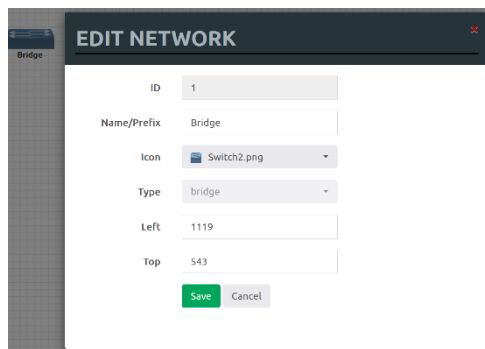 EDIT NETWORK
x
Bridge
ID 1
Name/Prefix Bridge
Icon Switch2.png
Type bridge
Left 1119
Top 543
Save Cancel